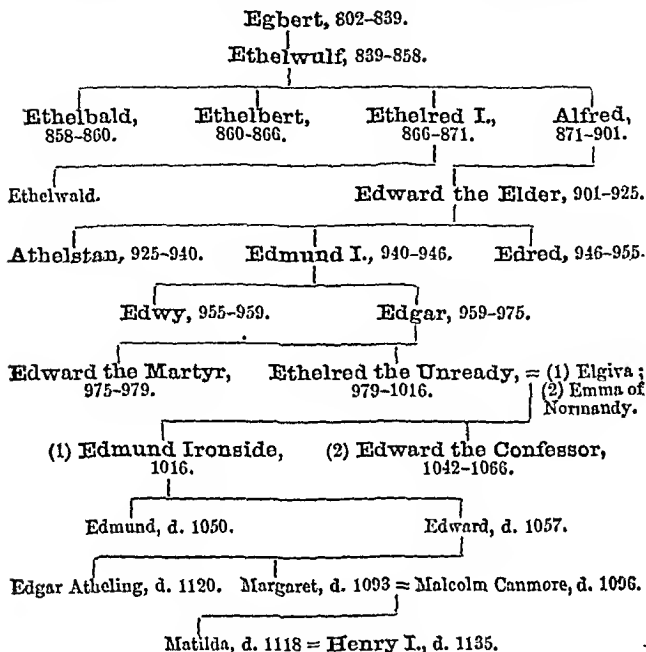 Egbert, 802–839.
Ethelwulf, 839–858.
Ethelbald, Ethelbert, Ethelred I., Alfred,
858–860. 860–866. 866–871. 871–901.
Ethelwald. Edward the Elder, 901–925.
Athelstan, 925–940. Edmund I., 940–946. Edred, 946–955.
Edwy, 955–959. Edgar, 959–975.
Edward the Martyr, Ethelred the Unready, = (1) Elgiva;
975–979. 979–1016. (2) Emma of
Normandy.
(1) Edmund Ironside, (2) Edward the Confessor,
1016. 1042–1066.
Edmund, d. 1050. Edward, d. 1057.
Edgar Atheling, d. 1120. Margaret, d. 1093 = Malcolm Canmore, d. 1096.
Matilda, d. 1118 = Henry I., d. 1135.